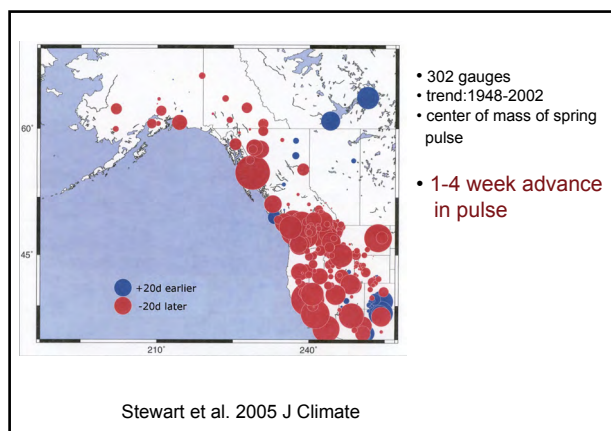 60˚
45˚
210˚
240˚
+20d earlier
-20d later
• 302 gauges
• trend:1948-2002
• center of mass of spring
pulse
• 1-4 week advance
in pulse
Stewart et al. 2005 J Climate